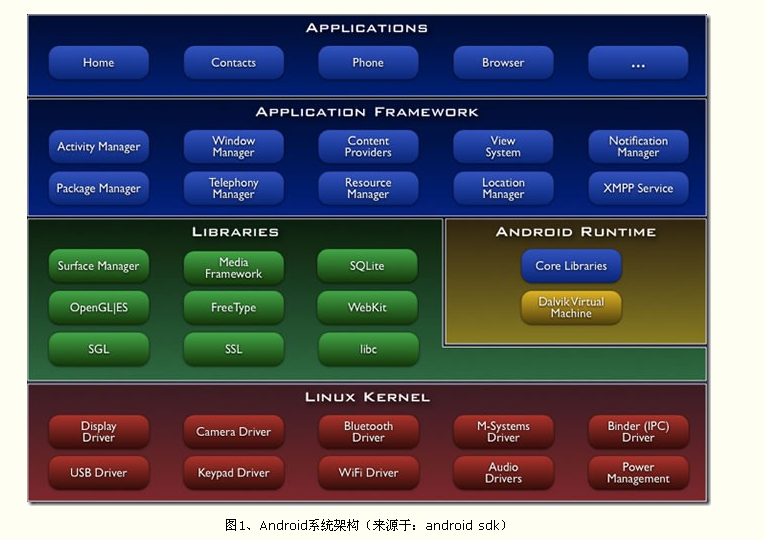 APPLICATIONS
Home
Contacts
Phone
Browser
...
APPLICATION FRAMEWORK
Activity Manager
Window
Manager
Content
Providers
View
System
Notification
Manager
Package Manager
Telephony
Manager
Resource
Manager
Location
Manager
XMPP Service
LIBRARIES
Surface Manager
Media
Framework
SQLite
OpenGL|ES
FreeType
WebKit
SGL
SSL
libc
ANDROID RUNTIME
Core Libraries
Dalvik Virtual
Machine
LINUX KERNEL
Display
Driver
Camera Driver
Bluetooth
Driver
M-Systems
Driver
Binder (IPC)
Driver
USB Driver
Keypad Driver
WiFi Driver
Audio
Drivers
Power
Management
图1、Android系统架构（来源于：android sdk）